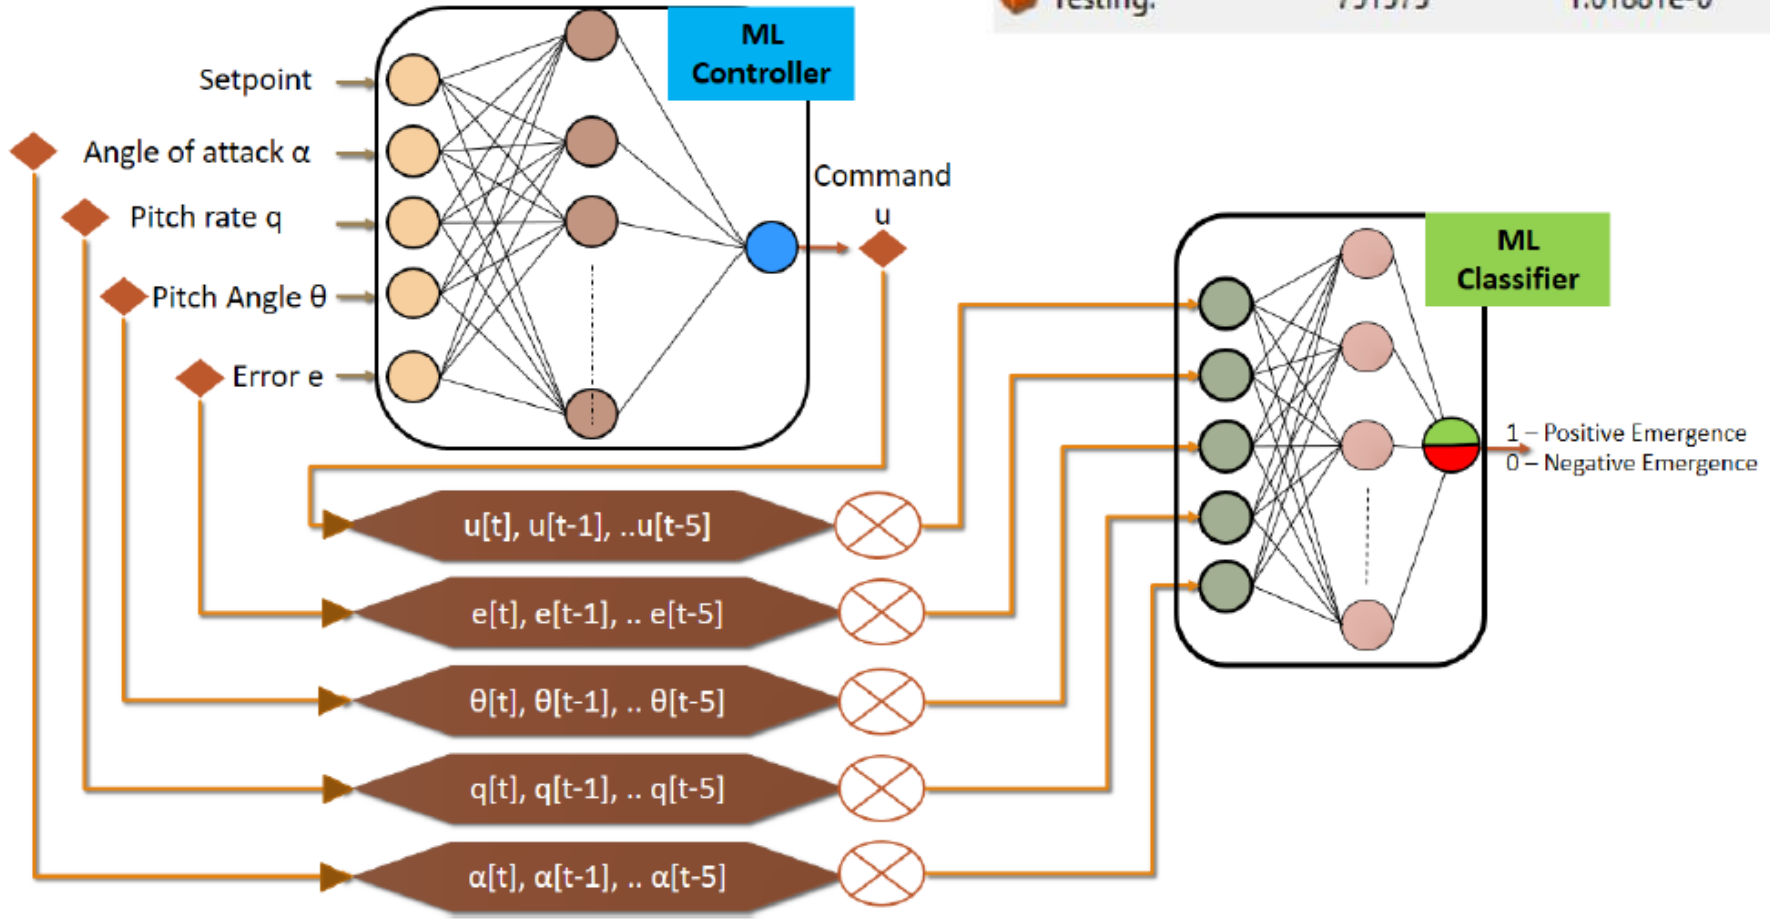 ML
Controller
Setpoint
Angle of attack α
Pitch rate q
Pitch Angle θ
Error e
Command
u
ML
Classifier
1 – Positive Emergence
0 – Negative Emergence
u[t], u[t-1], ..u[t-5]
e[t], e[t-1], .. e[t-5]
θ[t], θ[t-1], .. θ[t-5]
q[t], q[t-1], .. q[t-5]
α[t], α[t-1], .. α[t-5]